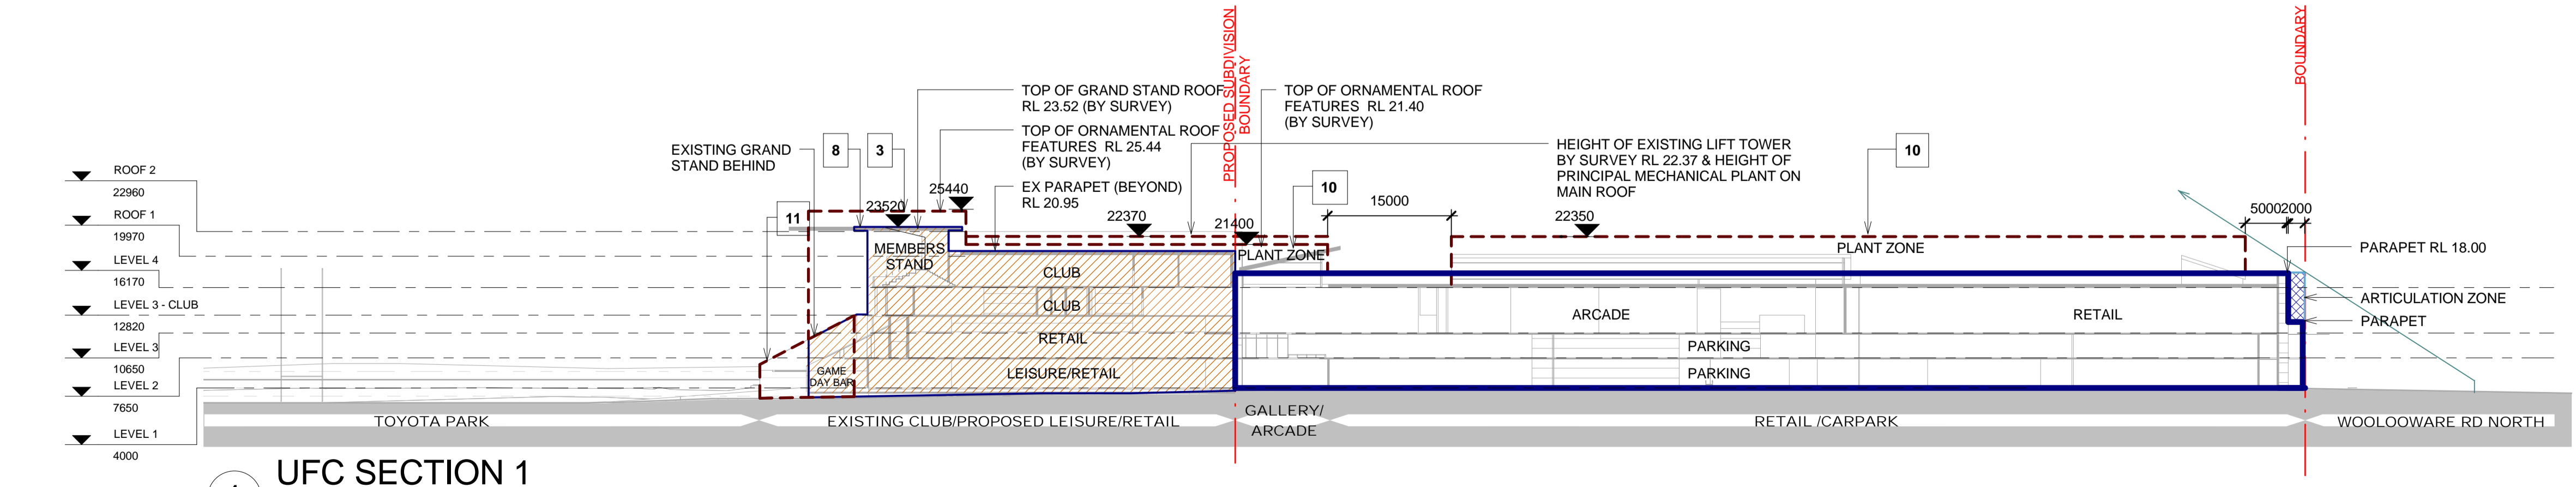 PROPOSED SUBDIVISION
BOUNDARY
BOUNDARY
TOP OF GRAND STAND ROOF
RL 23.52 (BY SURVEY)
TOP OF ORNAMENTAL ROOF
FEATURES RL 25.44
(BY SURVEY)
EX PARAPET (BEYOND)
RL 20.95
TOP OF ORNAMENTAL ROOF
FEATURES RL 21.40
(BY SURVEY)
HEIGHT OF EXISTING LIFT TOWER
BY SURVEY RL 22.37 & HEIGHT OF
PRINCIPAL MECHANICAL PLANT ON
MAIN ROOF
EXISTING GRAND
STAND BEHIND
8
3
10
10
11
ROOF 2
22960
ROOF 1
19970
LEVEL 4
16170
LEVEL 3 - CLUB
12820
LEVEL 3
10650
LEVEL 2
7650
LEVEL 1
4000
25440
23520
22370
21400
15000
22350
5000
2000
PARAPET RL 18.00
ARTICULATION ZONE
PARAPET
MEMBERS
STAND
PLANT ZONE
PLANT ZONE
CLUB
CLUB
RETAIL
LEISURE/RETAIL
GAME
DAY BAR
ARCADE
RETAIL
PARKING
PARKING
TOYOTA PARK
EXISTING CLUB/PROPOSED LEISURE/RETAIL
GALLERY/
ARCADE
RETAIL /CARPARK
WOOLOOWARE RD NORTH
UFC SECTION 1